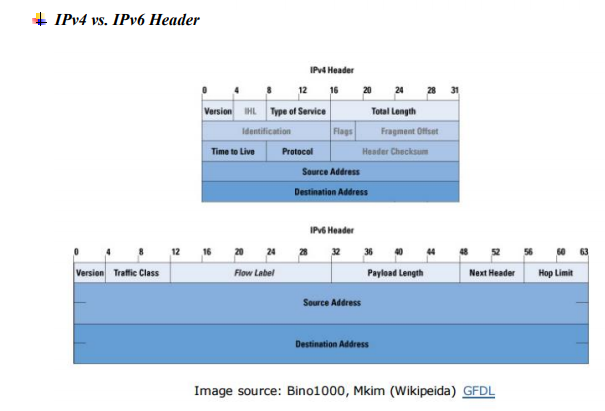 IPv4 vs. IPv6 Header
IPv4 Header
0 4 8 12 16 20 24 28 31
Version IHL Type of Service Total Length
Identification Flags Fragment Offset
Time to Live Protocol Header Checksum
Source Address
Destination Address
IPv6 Header
0 4 8 12 16 20 24 28 32 36 40 44 48 52 56 60 63
Version Traffic Class Flow Label Payload Length Next Header Hop Limit
Source Address
Destination Address
Image source: Bino1000, Mkim (Wikipeida) GFDL